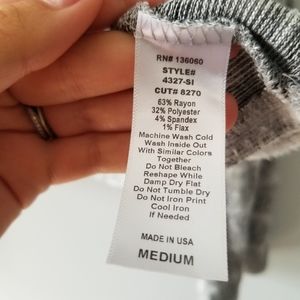 RN# 136060
STYLE#
4327-SI
CUT# 8270
63% Rayon
32% Polyester
4% Spandex
1% Flax
Machine Wash Cold
Wash Inside Out
With Similar Colors
Together
Do Not Bleach
Reshape While
Damp Dry Flat
Do Not Tumble Dry
Do Not Iron Print
Cool Iron
If Needed
MADE IN USA
MEDIUM